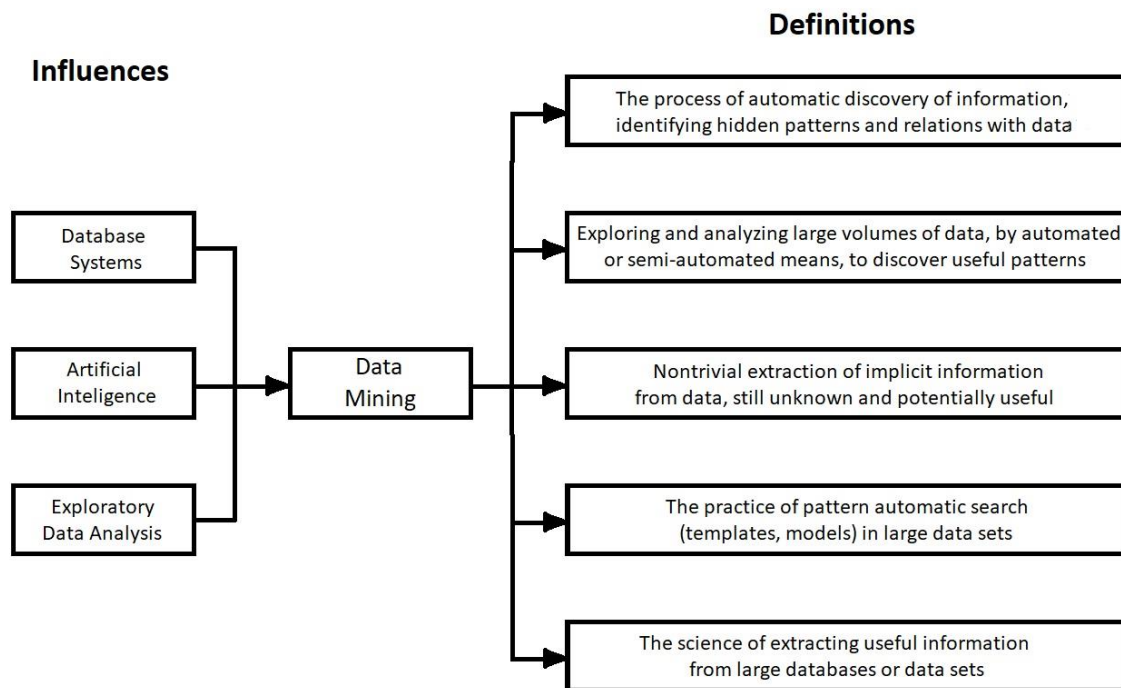 Definitions
Influences
The process of automatic discovery of information,
identifying hidden patterns and relations with data
Database
Systems
Exploring and analyzing large volumes of data, by automated
or semi-automated means, to discover useful patterns
Artificial
Inteligence
Data
Mining
Nontrivial extraction of implicit information
from data, still unknown and potentially useful
Exploratory
Data Analysis
The practice of pattern automatic search
(templates, models) in large data sets
The science of extracting useful information
from large databases or data sets